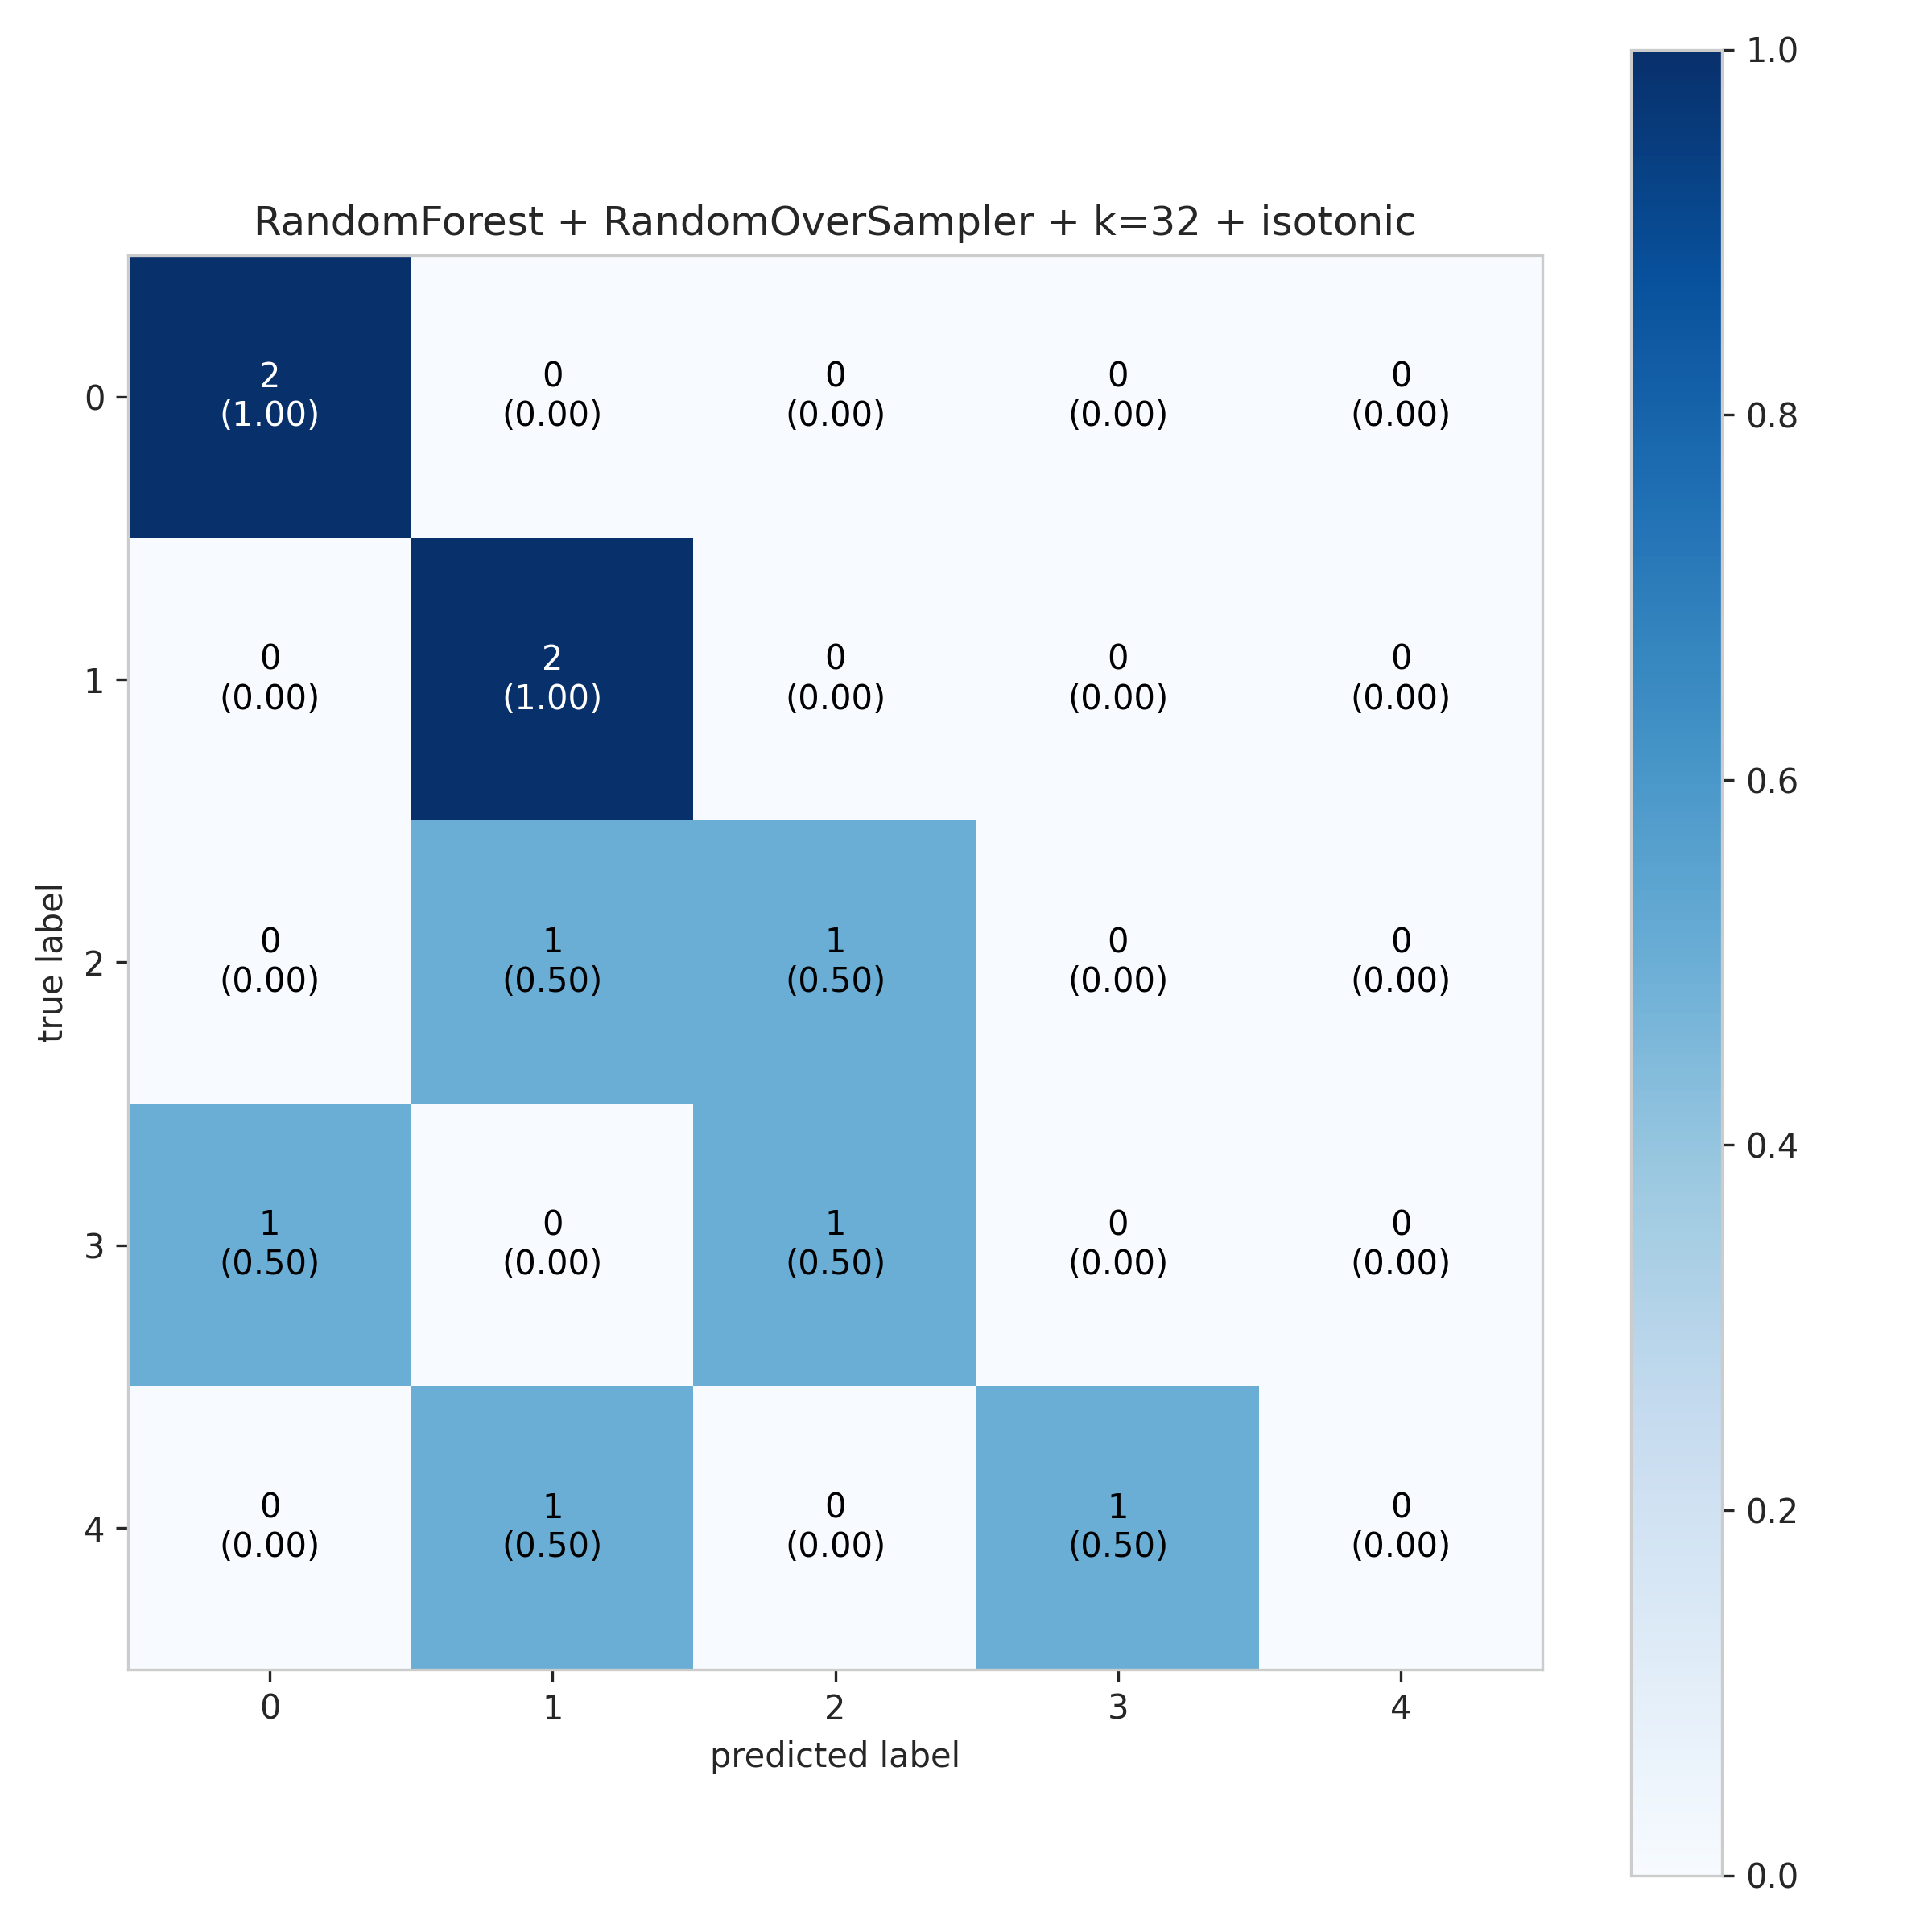 RandomForest + RandomOverSampler + k=32 + isotonic
1.0
0.8
0.6
0.4
0.2
0.0
true label
0
2 0 0 0 0
(1.00) (0.00) (0.00) (0.00) (0.00)
1
0 2 0 0 0
(0.00) (1.00) (0.00) (0.00) (0.00)
2
0 1 1 0 0
(0.00) (0.50) (0.50) (0.00) (0.00)
3
1 0 1 0 0
(0.50) (0.00) (0.50) (0.00) (0.00)
4
0 1 0 1 0
(0.00) (0.50) (0.00) (0.50) (0.00)
0 1 2 3 4
predicted label